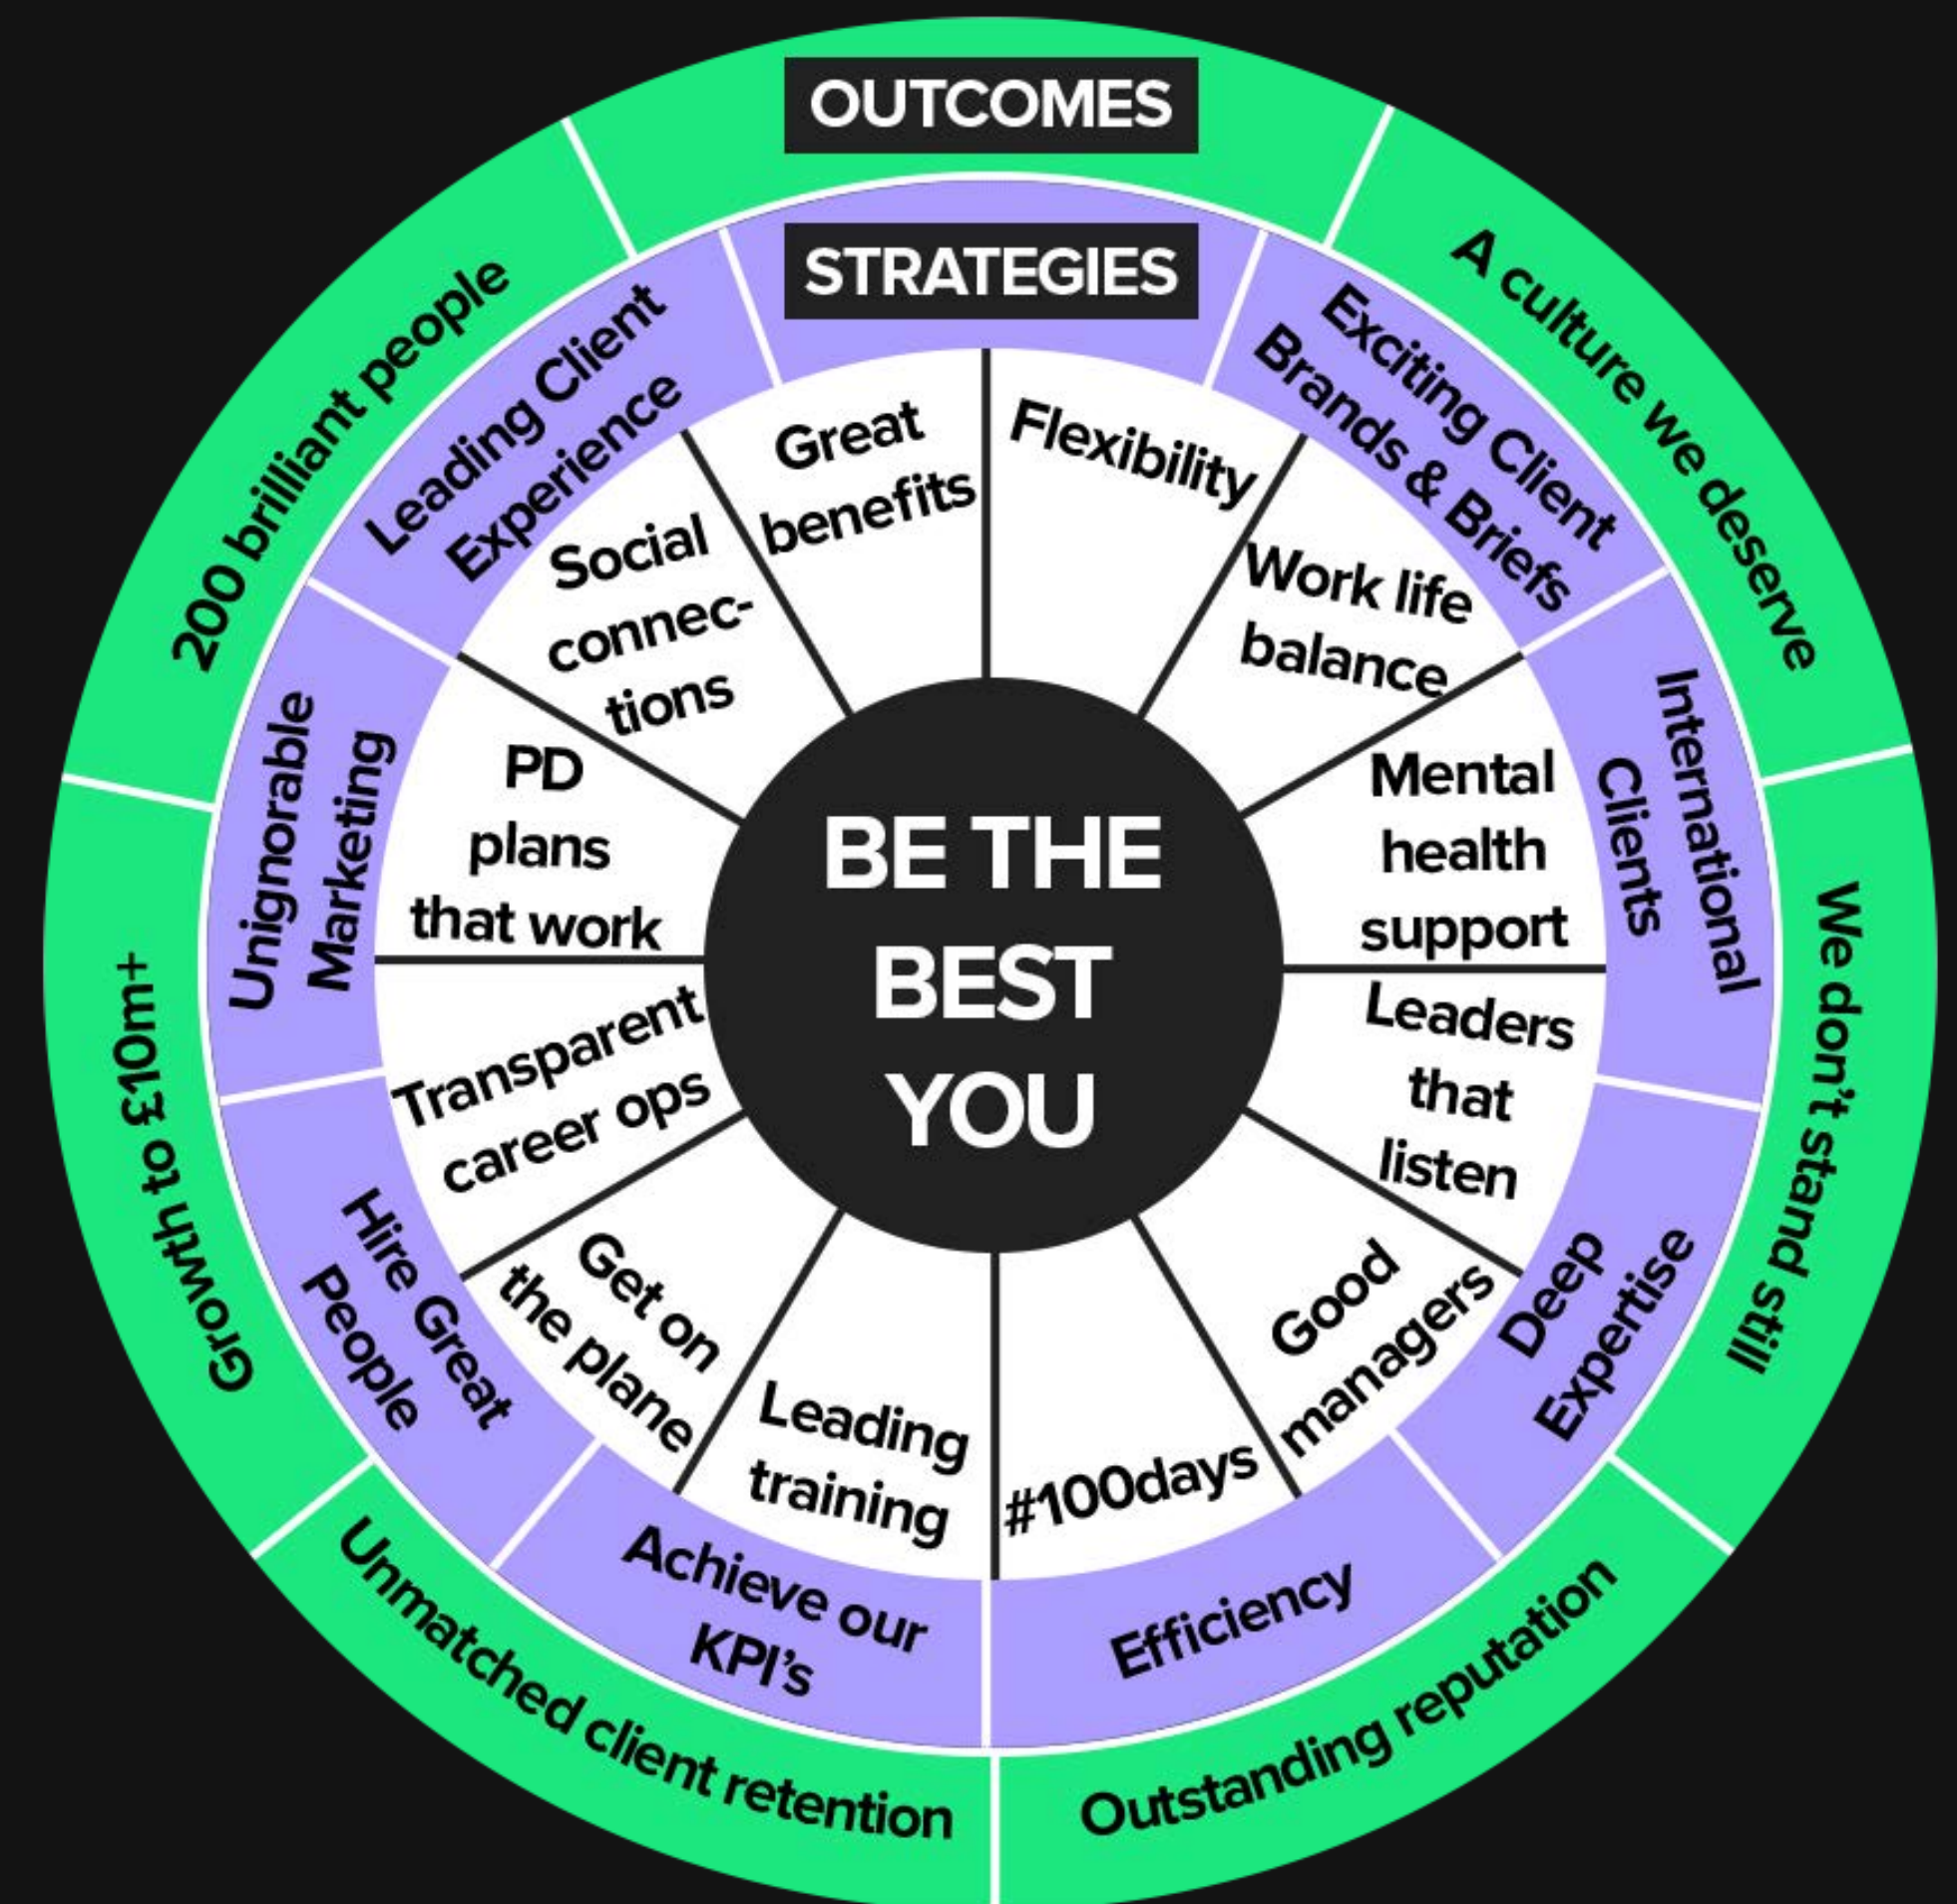 OUTCOMES
A culture we deserve
We don't stand still
Outstanding reputation
Unmatched client retention
Growth to £10m+
200 brilliant people
STRATEGIES
Exciting Client
Brands & Briefs
International
Clients
Deep
Expertise
Efficiency
Achieve our
KPI's
Hire Great
People
Unignorable
Marketing
Leading Client
Experience
Flexibility
Work life
balance
Mental
health
support
Leaders
that
listen
Good
managers
#100days
Leading
training
Get on
the plane
Transparent
career ops
PD
plans
that work
Social
connec-
tions
Great
benefits
BE THE
BEST
YOU